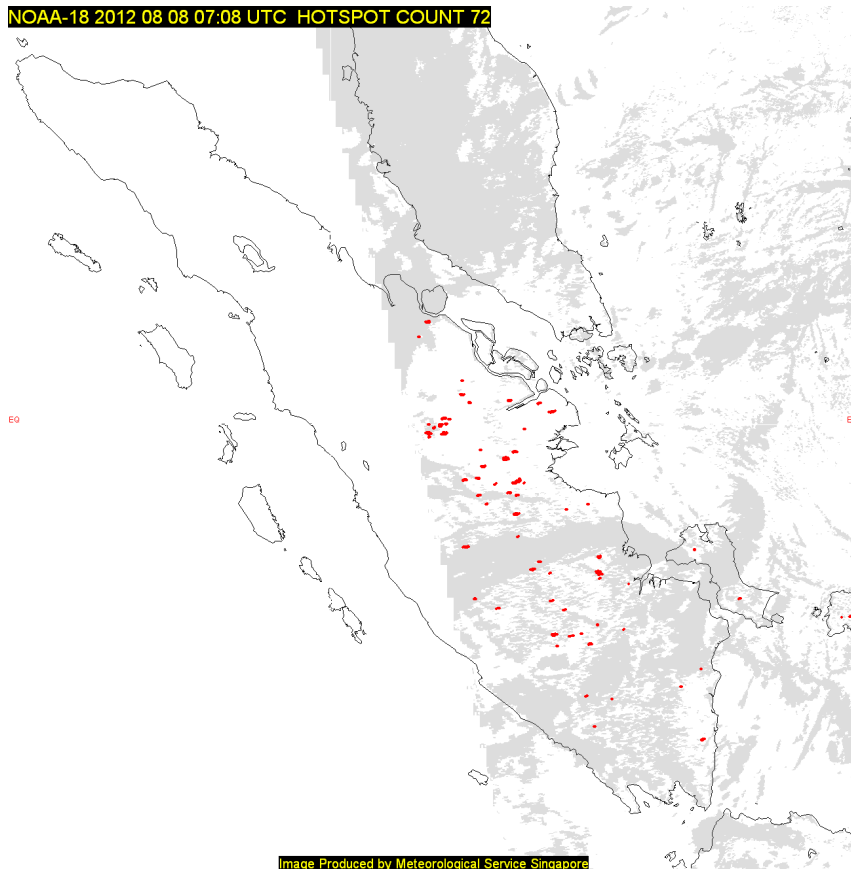 NOAA-18 2012 08 08 07:08 UTC  HOTSPOT COUNT 72
EQ
E
Image Produced by Meteorological Service Singapore